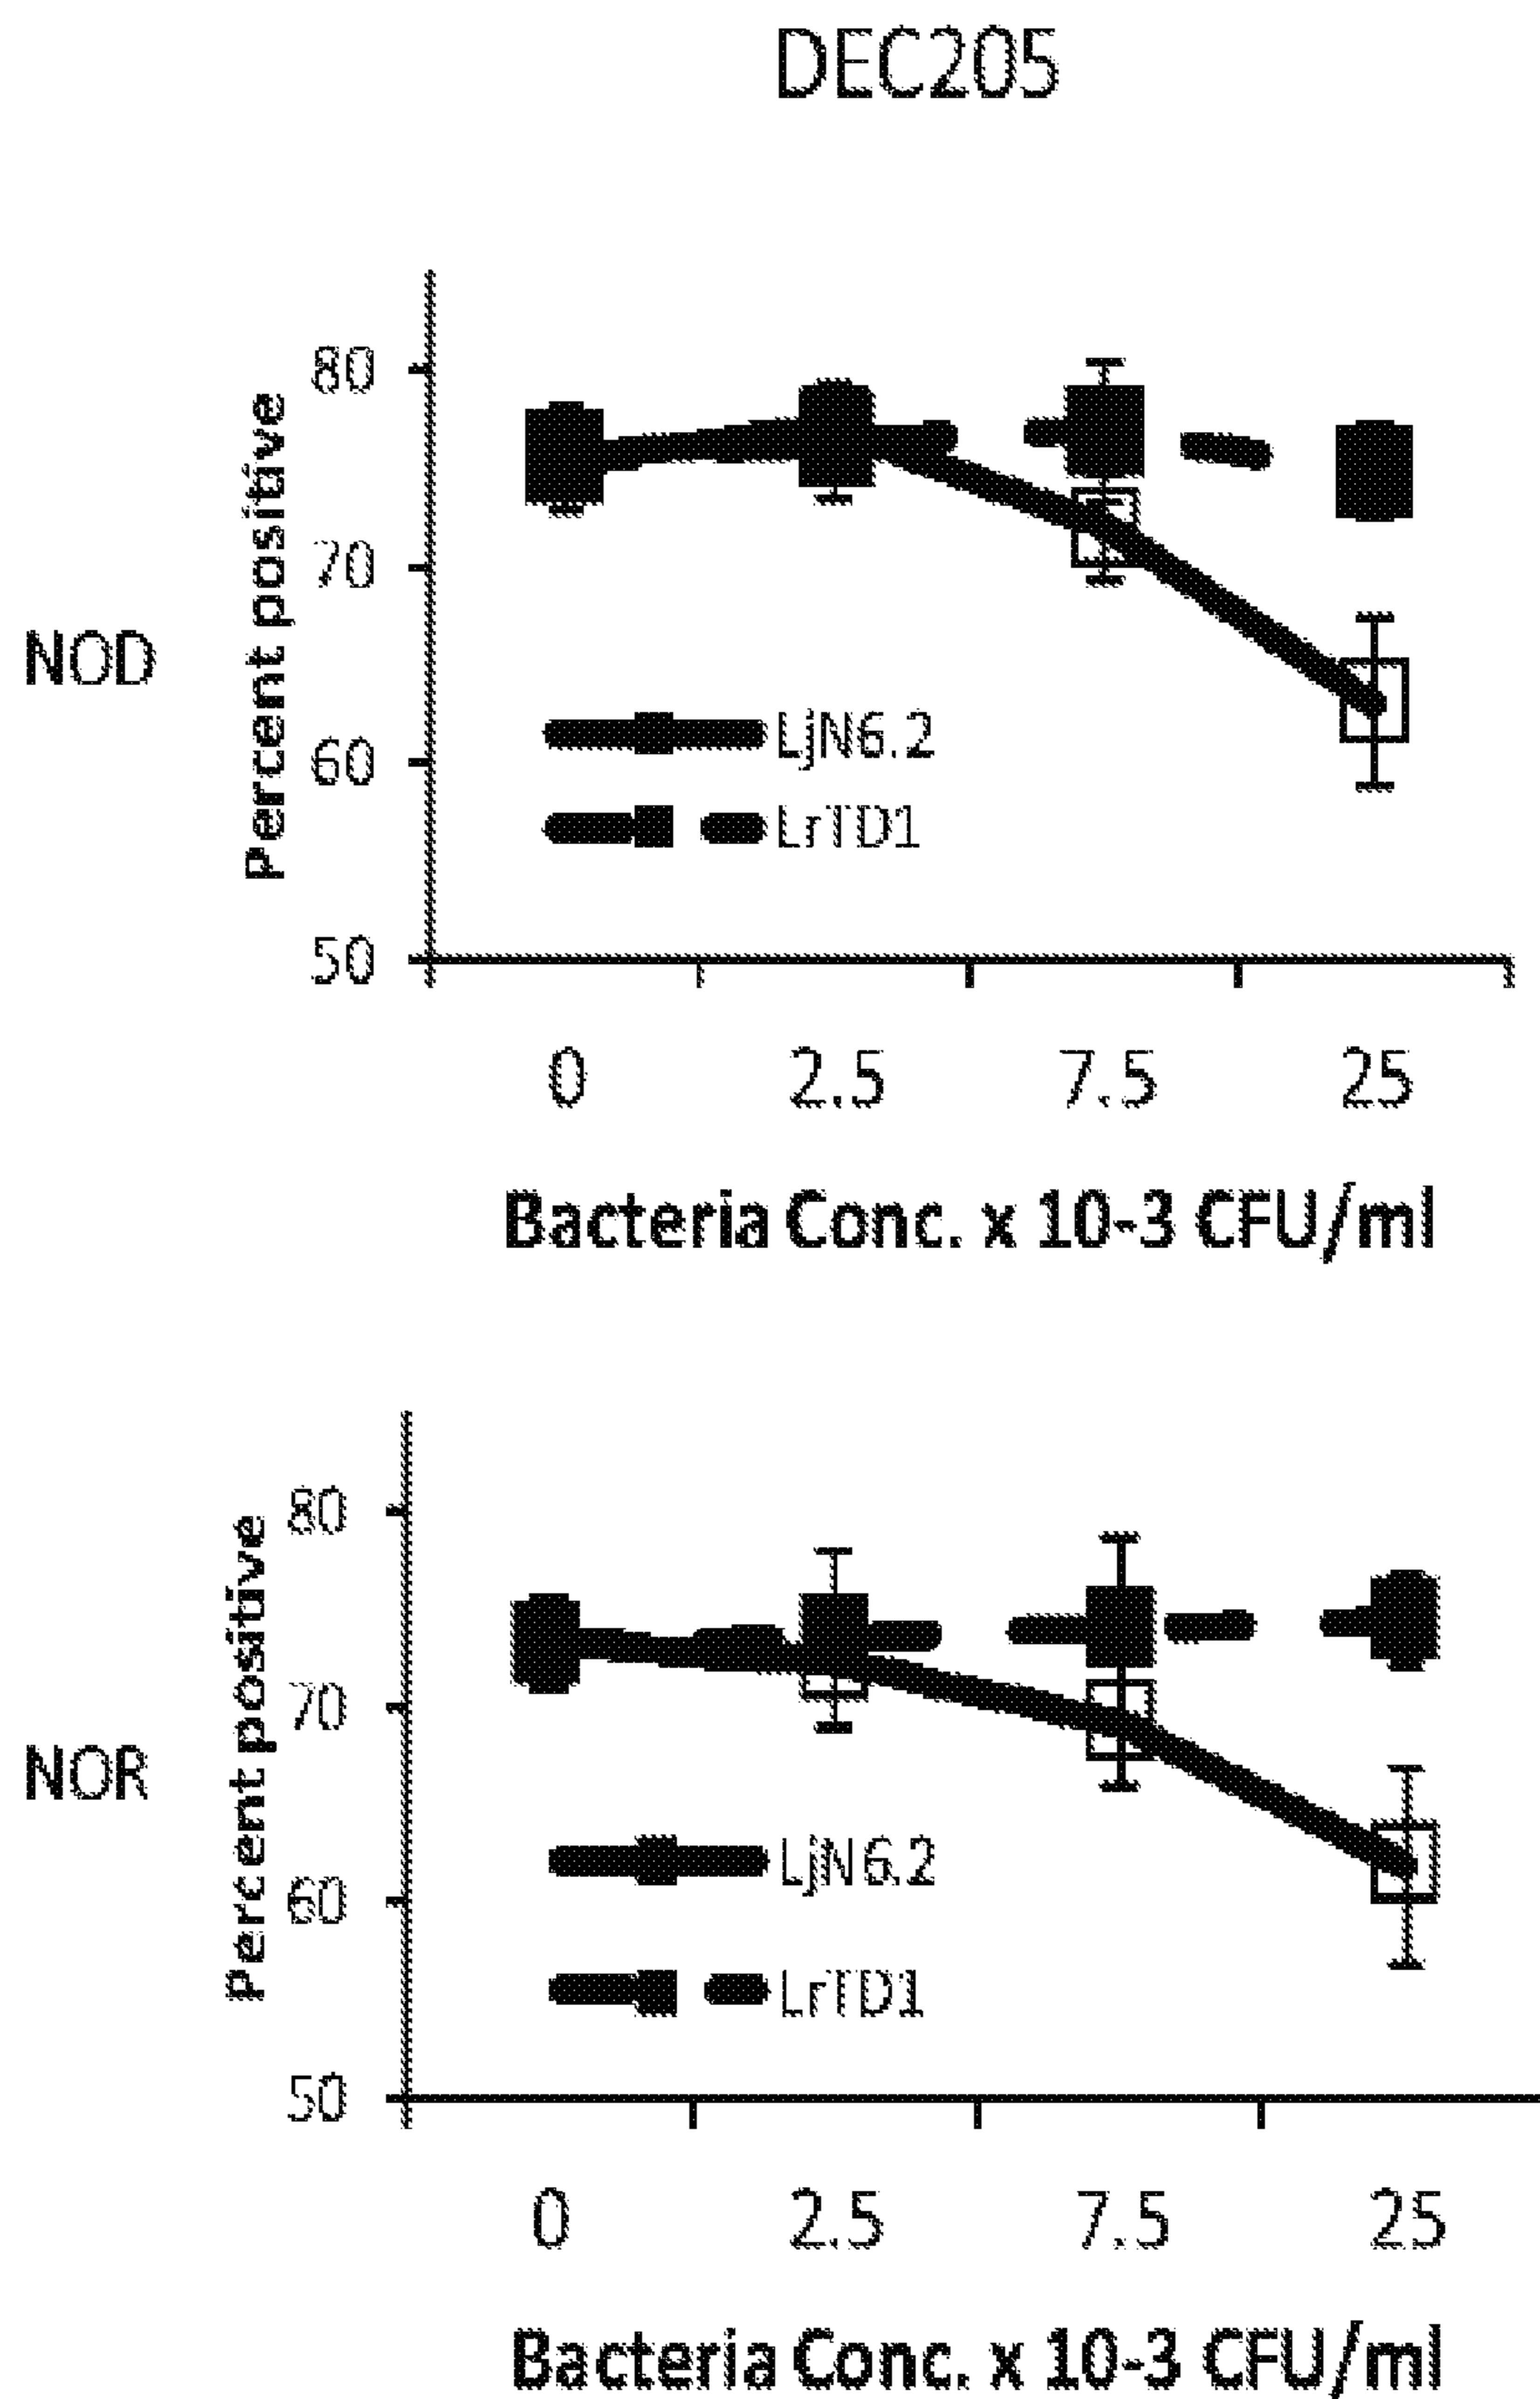 DEC205
NOD
Percent positive
80
70
60
50
LjN6.2
LrTD1
0 2.5 7.5 25
Bacteria Conc. x 10-3 CFU/ml
NOR
Percent positive
80
70
60
50
LjN6.2
LrTD1
0 2.5 7.5 25
Bacteria Conc. x 10-3 CFU/ml